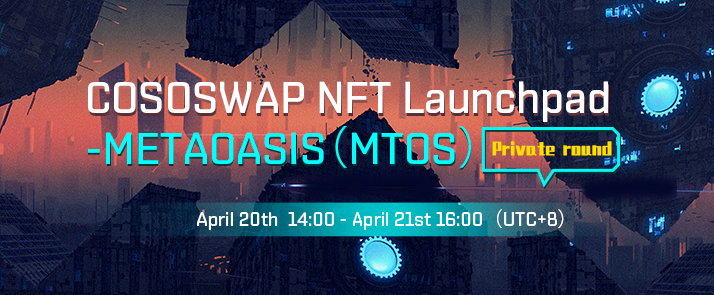 COSOSWAP NFT Launchpad
-METAOASIS（MTOS）
Private round
April 20th 14:00 - April 21st 16:00（UTC+8）